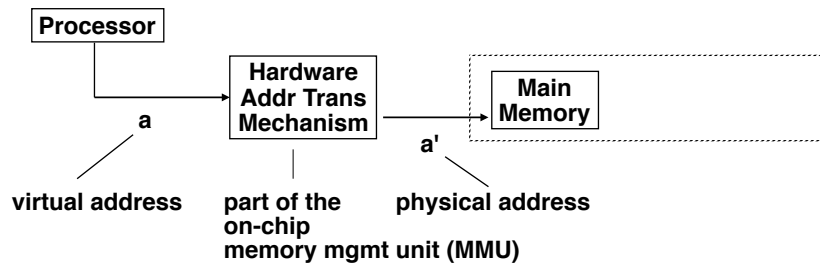 Processor
Hardware
Addr Trans
Mechanism
Main
Memory
a
a'
virtual address
part of the
on-chip
memory mgmt unit (MMU)
physical address